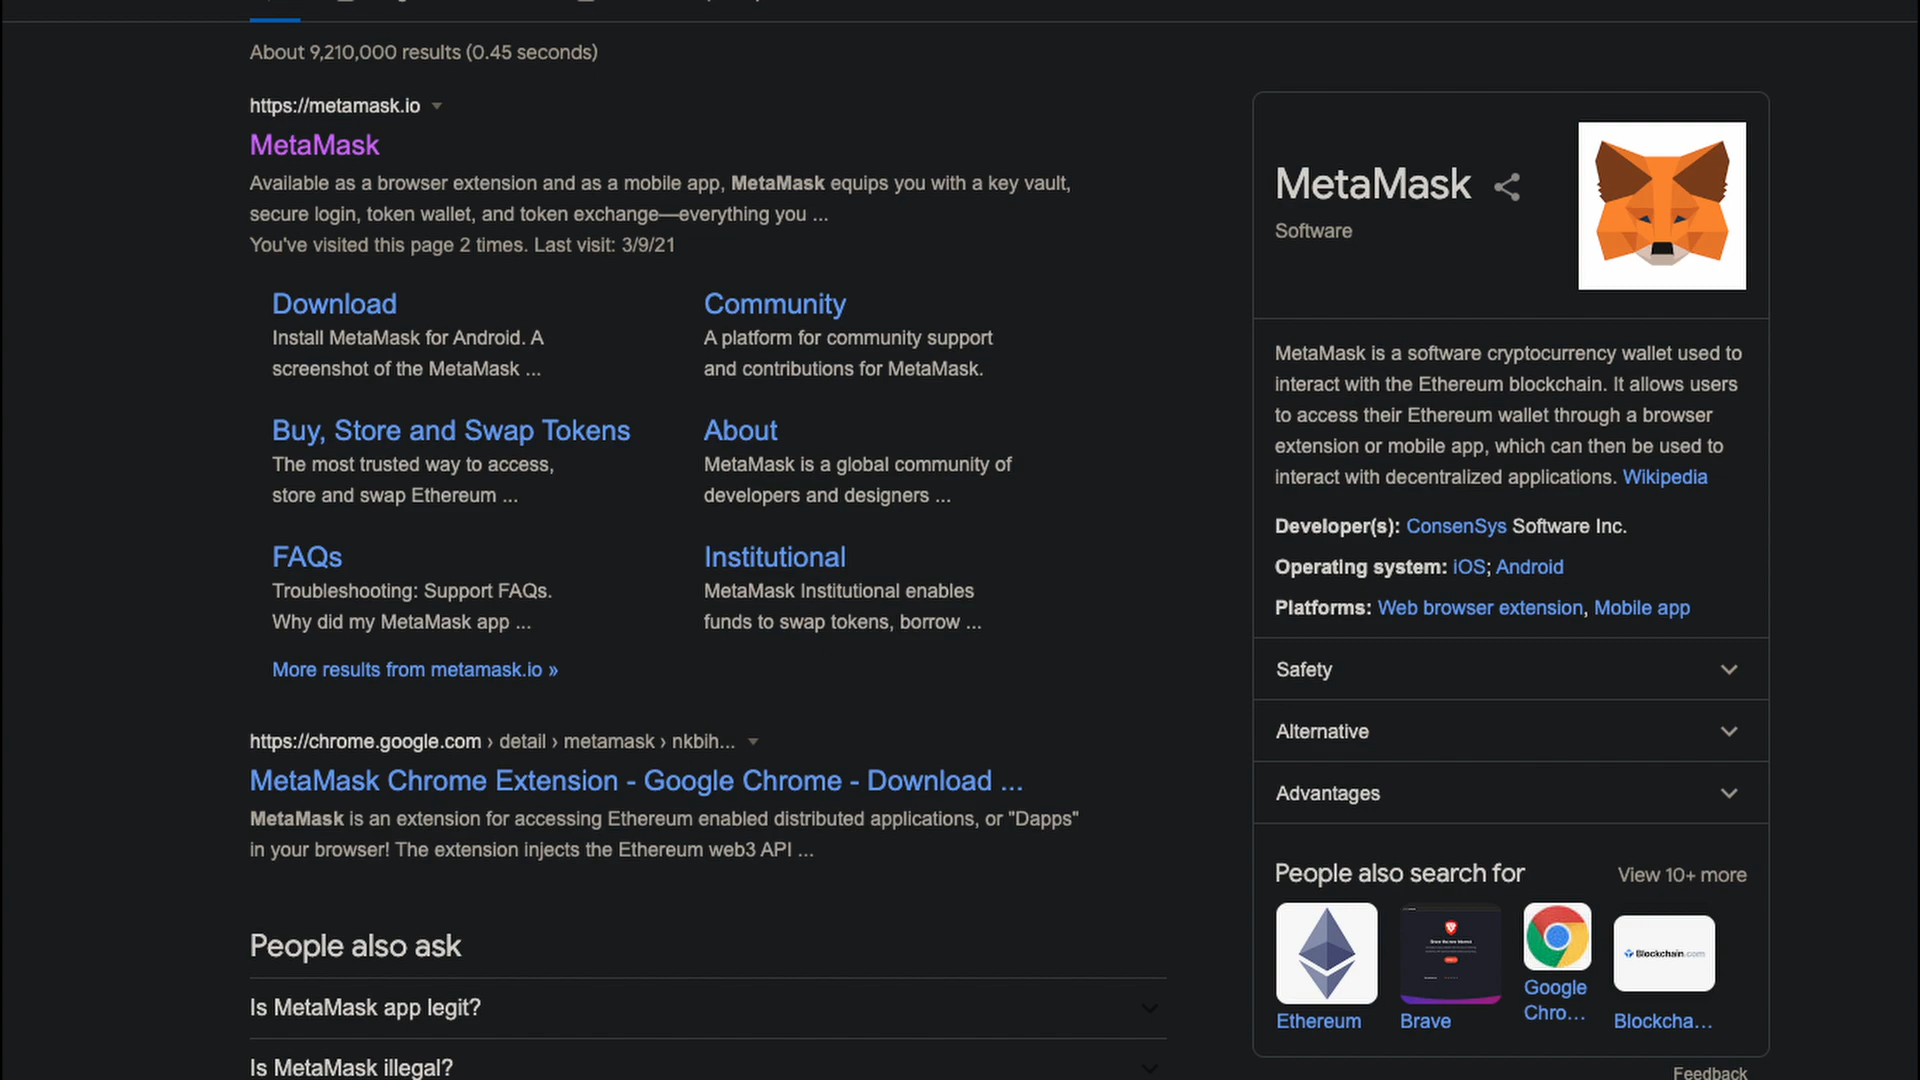 About 9,210,000 results (0.45 seconds)
https://metamask.io
MetaMask
Available as a browser extension and as a mobile app, MetaMask equips you with a key vault,
secure login, token wallet, and token exchange—everything you ...
You've visited this page 2 times. Last visit: 3/9/21
Download
Install MetaMask for Android. A
screenshot of the MetaMask ...
Community
A platform for community support
and contributions for MetaMask.
Buy, Store and Swap Tokens
The most trusted way to access,
store and swap Ethereum ...
About
MetaMask is a global community of
developers and designers ...
FAQs
Troubleshooting: Support FAQs.
Why did my MetaMask app ...
Institutional
MetaMask Institutional enables
funds to swap tokens, borrow ...
More results from metamask.io »
https://chrome.google.com › detail › metamask › nkbih...
MetaMask Chrome Extension - Google Chrome - Download ...
MetaMask is an extension for accessing Ethereum enabled distributed applications, or "Dapps"
in your browser! The extension injects the Ethereum web3 API ...
People also ask
Is MetaMask app legit?
Is MetaMask illegal?
MetaMask
Software
MetaMask is a software cryptocurrency wallet used to
interact with the Ethereum blockchain. It allows users
to access their Ethereum wallet through a browser
extension or mobile app, which can then be used to
interact with decentralized applications. Wikipedia
Developer(s): ConsenSys Software Inc.
Operating system: iOS; Android
Platforms: Web browser extension, Mobile app
Safety
Alternative
Advantages
People also search for
View 10+ more
Blockchain.com
Ethereum
Brave
Google
Chro...
Blockcha...
Feedback